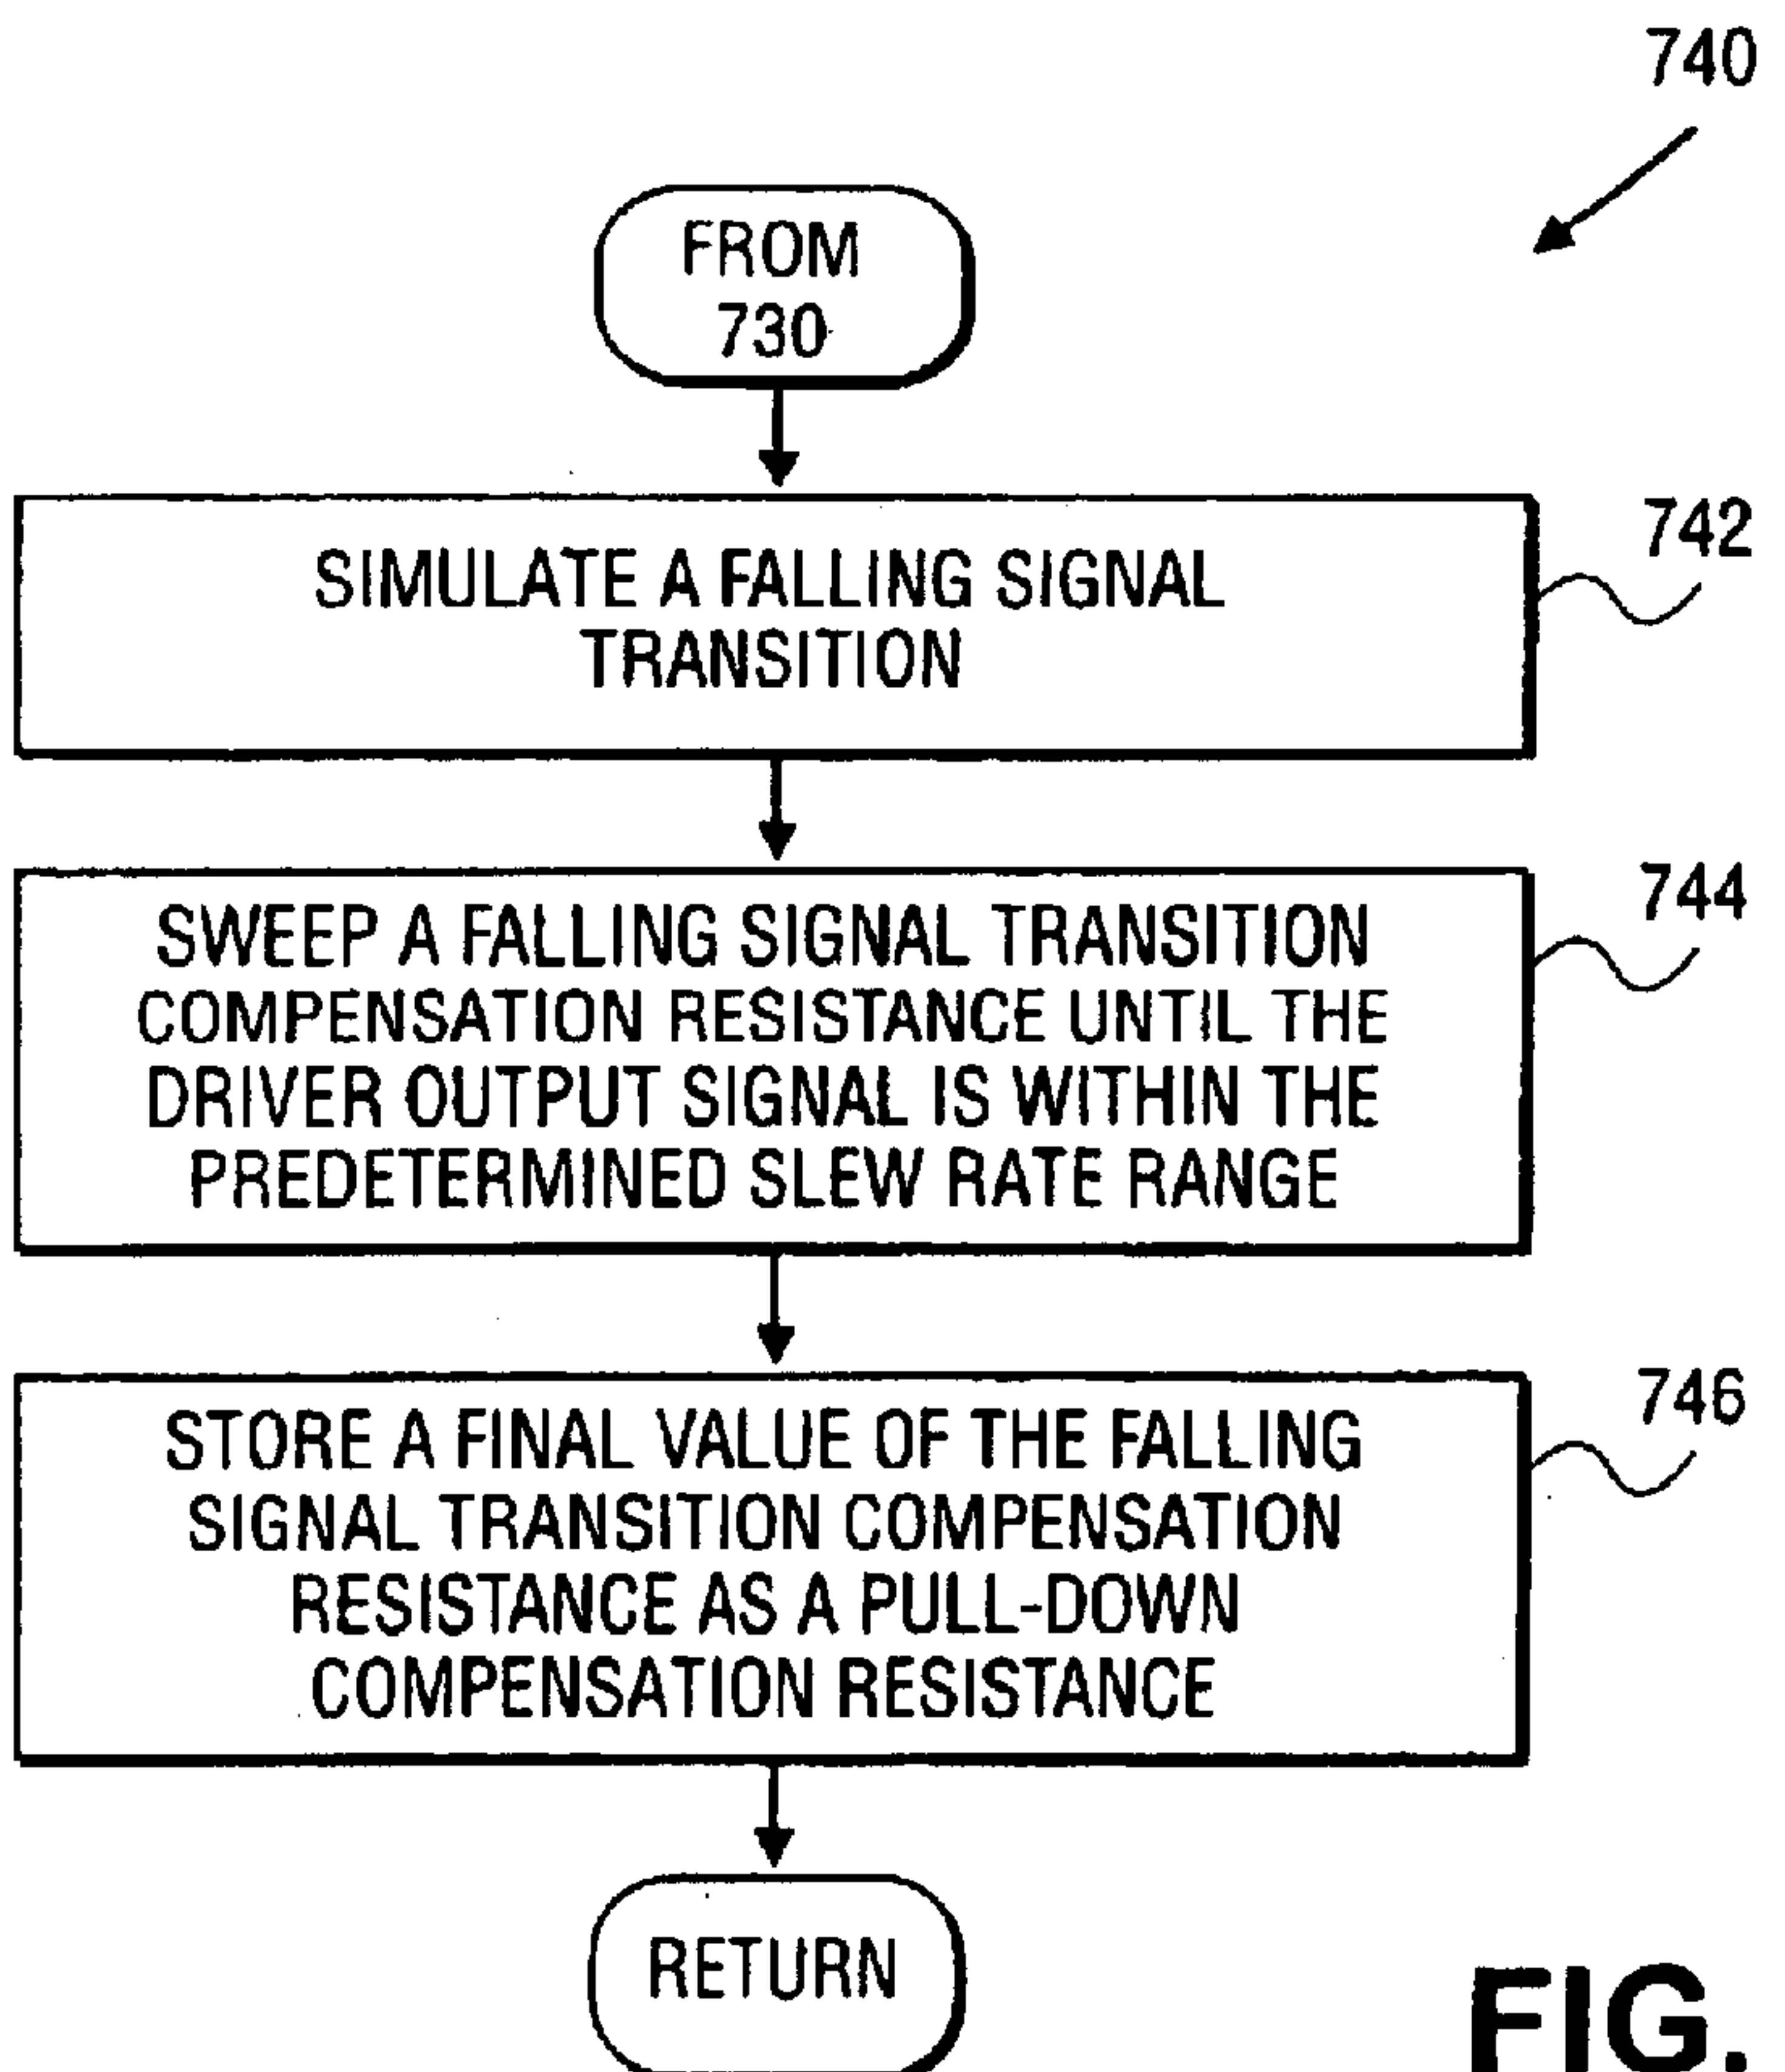 740
FROM
730
742
SIMULATE A FALLING SIGNAL
TRANSITION
744
SWEEP A FALLING SIGNAL TRANSITION
COMPENSATION RESISTANCE UNTIL THE
DRIVER OUTPUT SIGNAL IS WITHIN THE
PREDETERMINED SLEW RATE RANGE
746
STORE A FINAL VALUE OF THE FALLING
SIGNAL TRANSITION COMPENSATION
RESISTANCE AS A PULL-DOWN
COMPENSATION RESISTANCE
RETURN
FIG.